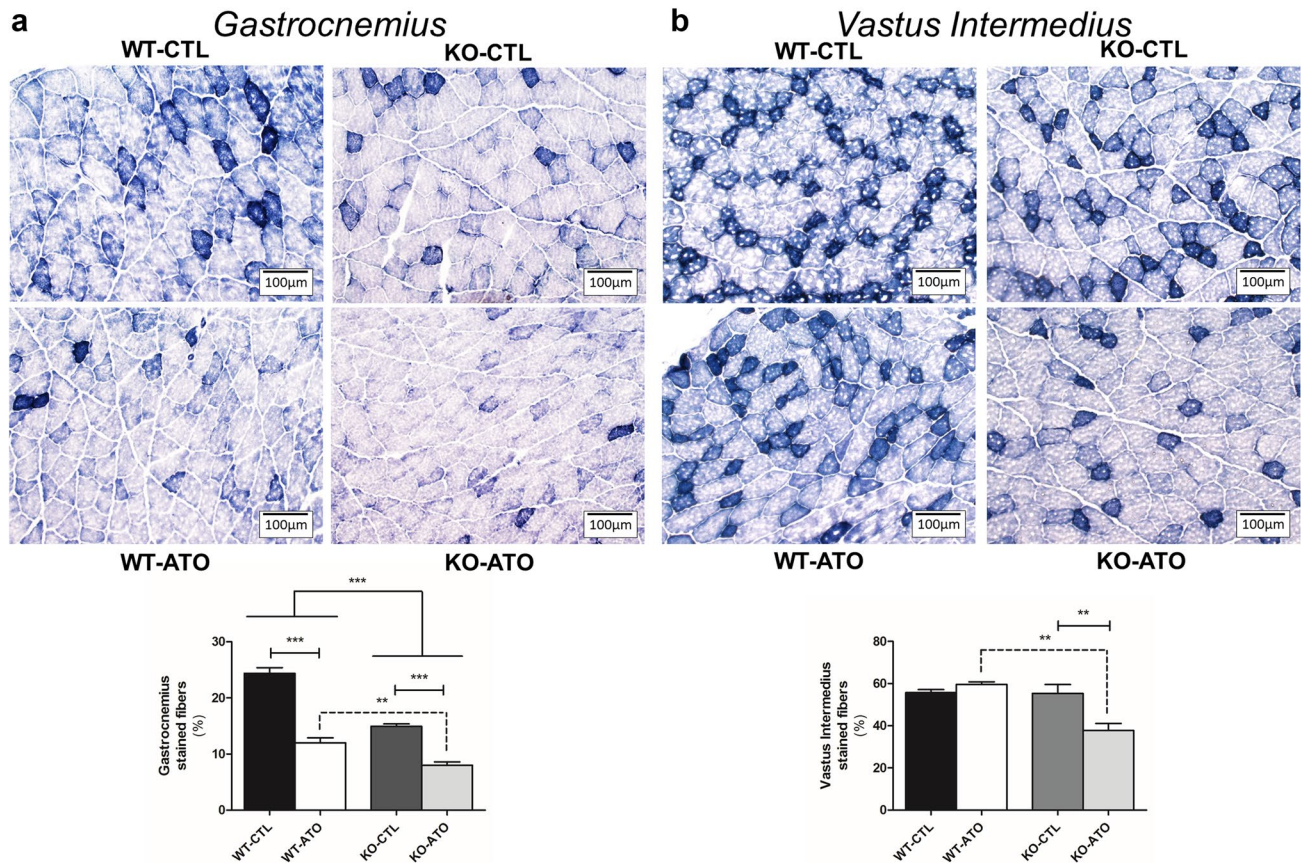 a Gastrocnemius
WT-CTL KO-CTL
100µm 100µm
100µm 100µm
WT-ATO KO-ATO
***
***
***
**
30
20
10
0
Gastrocnemius
stained fibers
(%)
WT-CTL WT-ATO KO-CTL KO-ATO
b Vastus Intermedius
WT-CTL KO-CTL
100µm 100µm
100µm 100µm
WT-ATO KO-ATO
**
**
80
60
40
20
0
Vastus Intermedius
stained fibers
(%)
WT-CTL WT-ATO KO-CTL KO-ATO